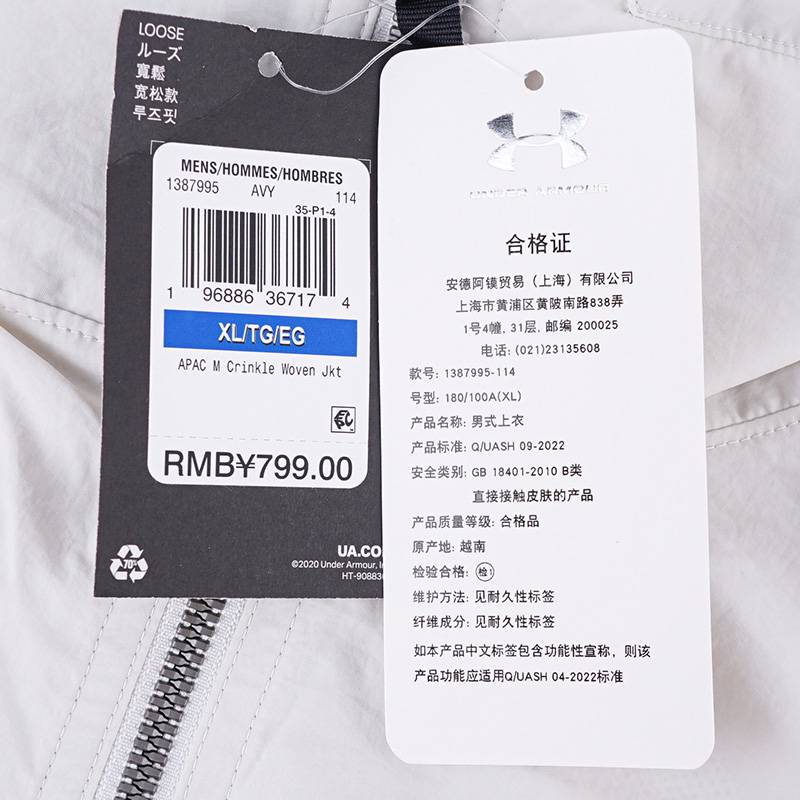 LOOSE
ルーズ
寬鬆
宽松款
루즈핏
MENS/HOMMES/HOMBRES
1387995 AVY 114
35-P1-4
1 96886 36717 4
XL/TG/EG
APAC M Crinkle Woven Jkt
RMB¥799.00
70%
UA.CO
©2020 Under Armour, In
HT-90883
UNDER ARMOUR
合格证
安德阿镆贸易（上海）有限公司
上海市黄浦区黄陂南路838弄
1号4幢, 31层, 邮编 200025
电话: (021)23135608
款号: 1387995-114
号型: 180/100A(XL)
产品名称: 男式上衣
产品标准: Q/UASH 09-2022
安全类别: GB 18401-2010 B类
直接接触皮肤的产品
产品质量等级: 合格品
原产地: 越南
检验合格: 检1
维护方法: 见耐久性标签
纤维成分: 见耐久性标签
如本产品中文标签包含功能性宣称，则该
产品功能应适用Q/UASH 04-2022标准